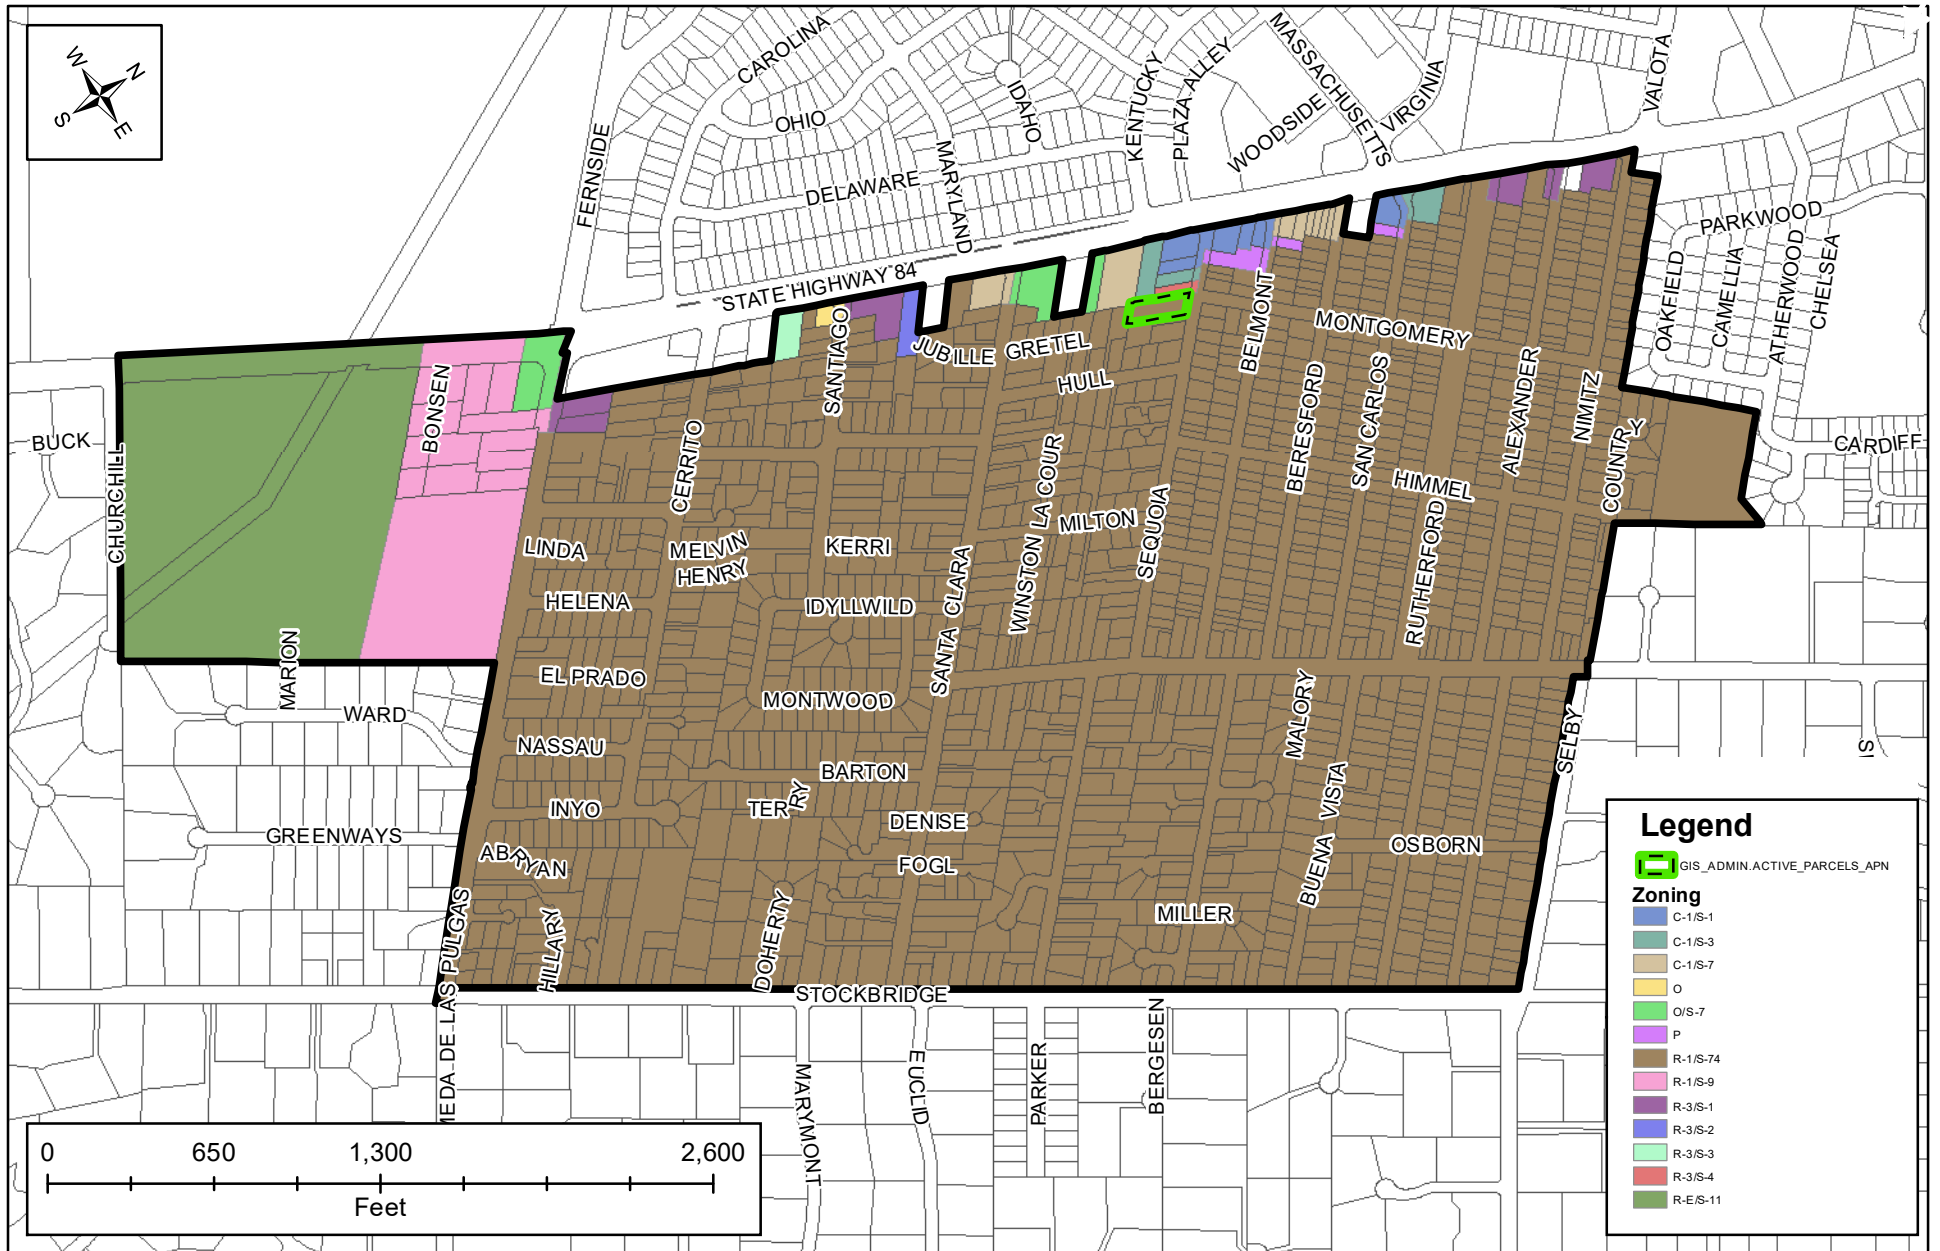 W
N
S
E
CAROLINA
OHIO
IDAHO
KENTUCKY
PLAZA ALLEY
MASSACHUSETTS
VIRGINIA
WOODSIDE
VALOTA
FERNSIDE
DELAWARE
MARYLAND
STATE HIGHWAY 84
PARKWOOD
OAKFIELD
CAMELLIA
ATHERWOOD
CHELSEA
CARDIFF
BUCK
CHURCHILL
BONSEN
SANTIAGO
JUBILLE
GRETEL
HULL
BELMONT
MONTGOMERY
CERRITO
BERESFORD
SAN CARLOS
ALEXANDER
NIMITZ
COUNTRY
HIMMEL
LINDA
MELVIN
HENRY
KERRI
WINSTON
LA COUR
MILTON
SEQUOIA
RUTHERFORD
HELENA
IDYLLWILD
SANTA CLARA
MARION
EL PRADO
MONTWOOD
WARD
NASSAU
BARTON
MALORY
SELBY
IS
INYO
TERRY
DENISE
BUENA VISTA
GREENWAYS
AB
RYAN
FOGL
OSBORN
MILLER
HILLARY
DOHERTY
STOCKBRIDGE
MEDA DE LAS PULGAS
MARYMONT
EUCLID
PARKER
BERGESEN
0
650
1,300
2,600
Feet
Legend
GIS_ADMIN.ACTIVE_PARCELS_APN
Zoning
C-1/S-1
C-1/S-3
C-1/S-7
O
O/S-7
P
R-1/S-74
R-1/S-9
R-3/S-1
R-3/S-2
R-3/S-3
R-3/S-4
R-E/S-11